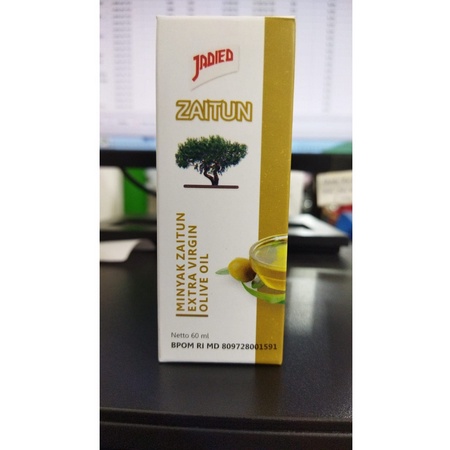 JADIED
ZAITUN
MINYAK ZAITUN
EXTRA VIRGIN
OLIVE OIL
Netto 60 ml
BPOM RI MD 809728001591